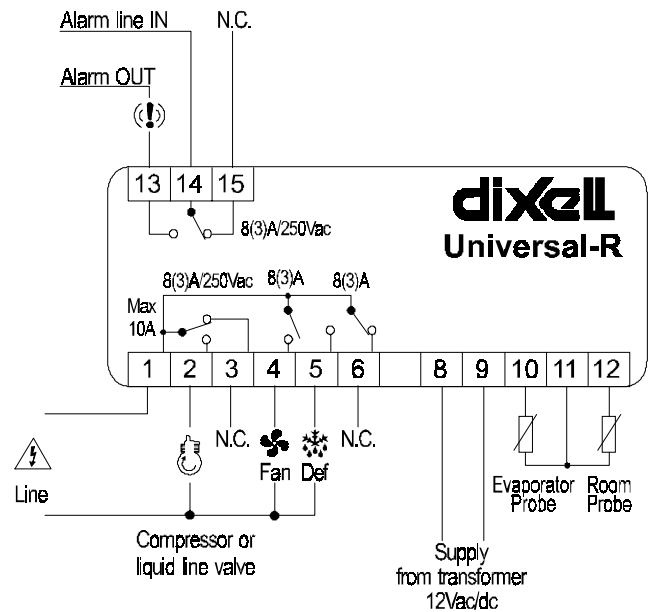 Alarm line IN N.C.
Alarm OUT
13 14 15
dixell
8(3)A/250Vac
Universal-R
8(3)A/250Vac 8(3)A 8(3)A
Max
10A
1 2 3 4 5 6 8 9 10 11 12
N.C. N.C.
Fan Def
Line
Evaporator
Probe
Room
Probe
Compressor or
liquid line valve
Supply
from transformer
12Vac/dc